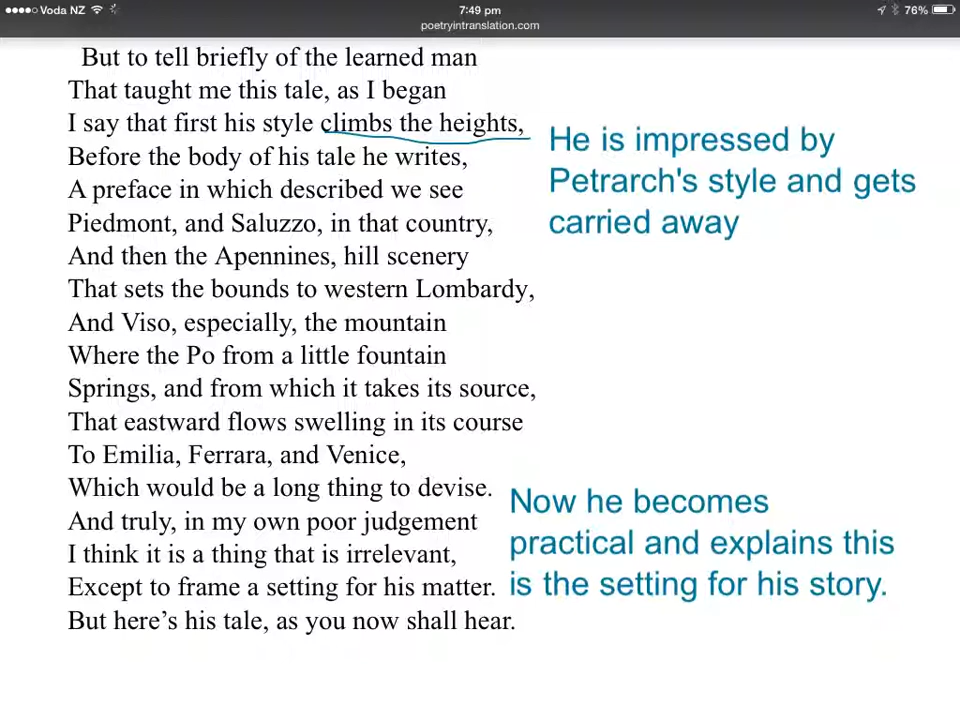 Voda NZ
7:49 pm
76%
poetryintranslation.com
But to tell briefly of the learned man
That taught me this tale, as I began
I say that first his style climbs the heights,
Before the body of his tale he writes,
A preface in which described we see
Piedmont, and Saluzzo, in that country,
And then the Apennines, hill scenery
That sets the bounds to western Lombardy,
And Viso, especially, the mountain
Where the Po from a little fountain
Springs, and from which it takes its source,
That eastward flows swelling in its course
To Emilia, Ferrara, and Venice,
Which would be a long thing to devise.
And truly, in my own poor judgement
I think it is a thing that is irrelevant,
Except to frame a setting for his matter.
But here’s his tale, as you now shall hear.
He is impressed by
Petrarch's style and gets
carried away
Now he becomes
practical and explains this
is the setting for his story.